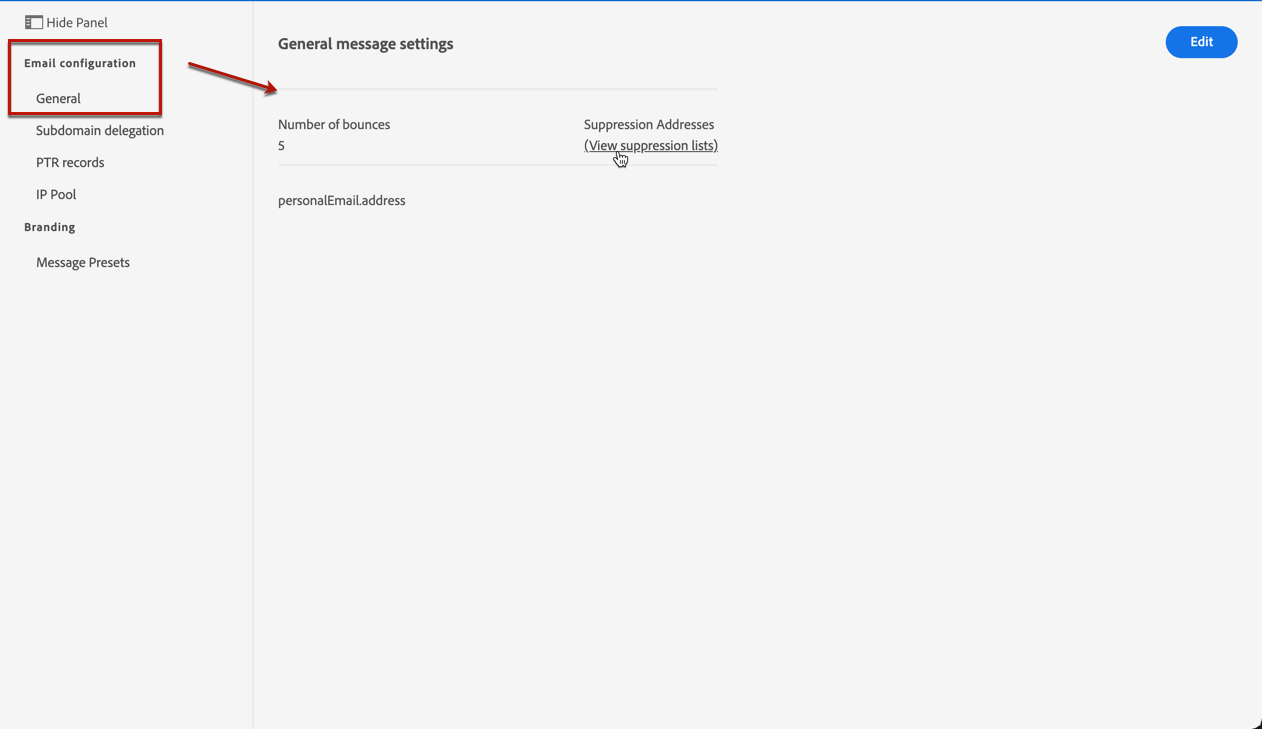 Hide Panel
Email configuration
General
Subdomain delegation
PTR records
IP Pool
Branding
Message Presets
General message settings
Edit
Number of bounces
5
Suppression Addresses
(View suppression lists)
personalEmail.address